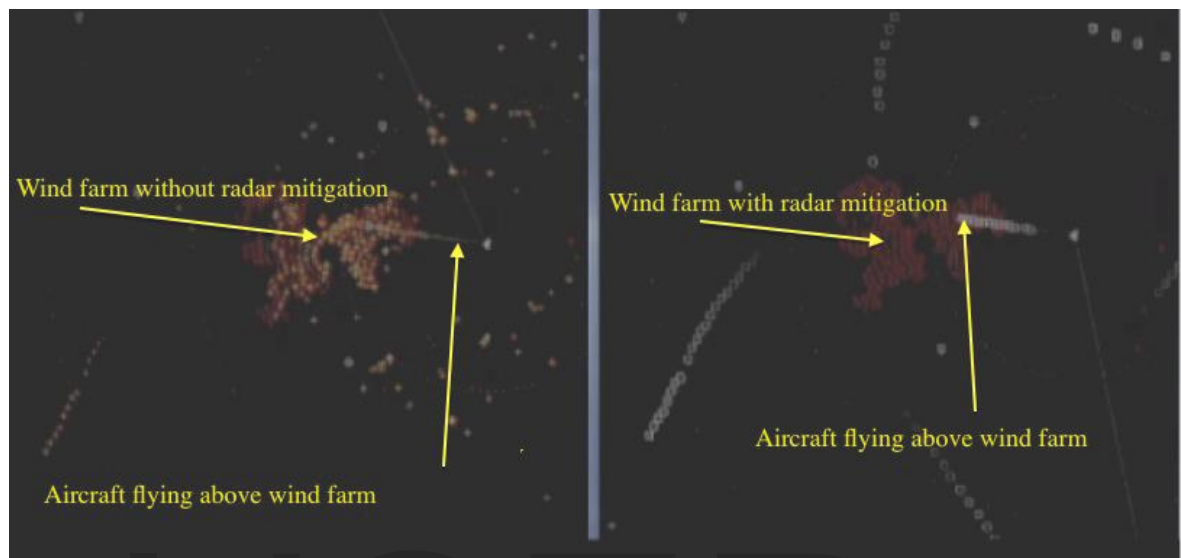 Wind farm without radar mitigation
Aircraft flying above wind farm
Wind farm with radar mitigation
Aircraft flying above wind farm